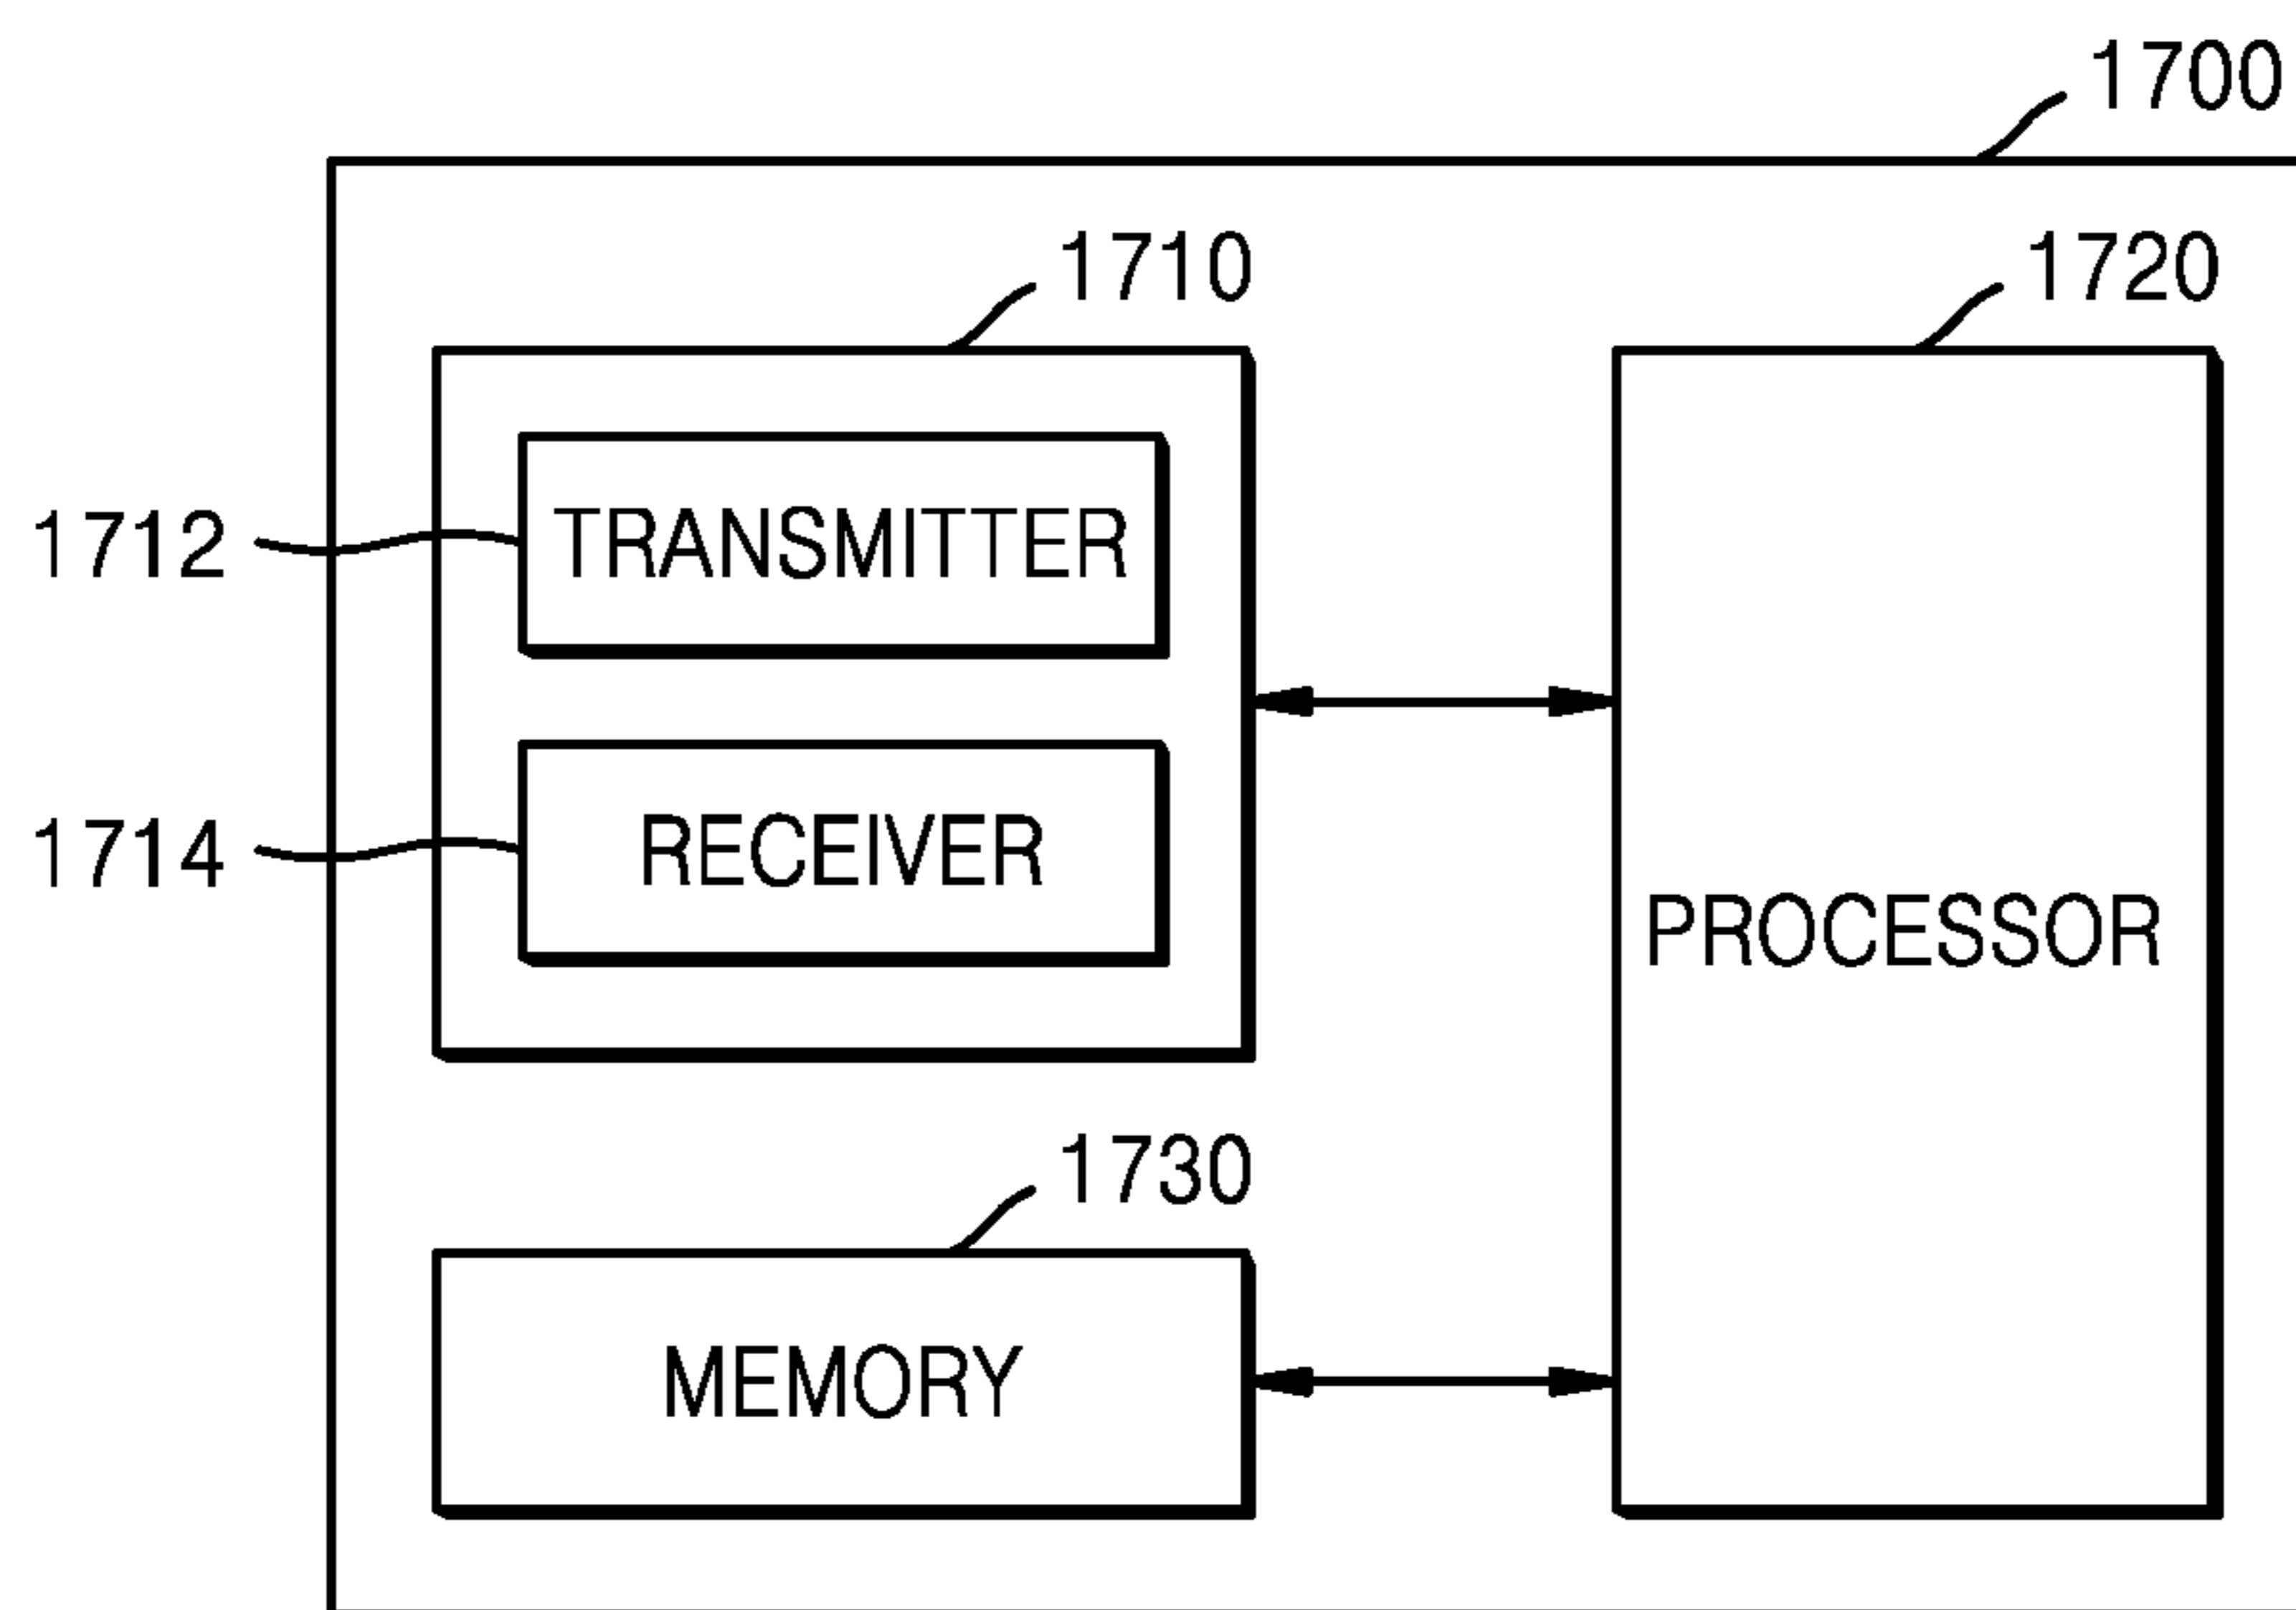 1700
1710
1720
1712
TRANSMITTER
1714
RECEIVER
PROCESSOR
1730
MEMORY